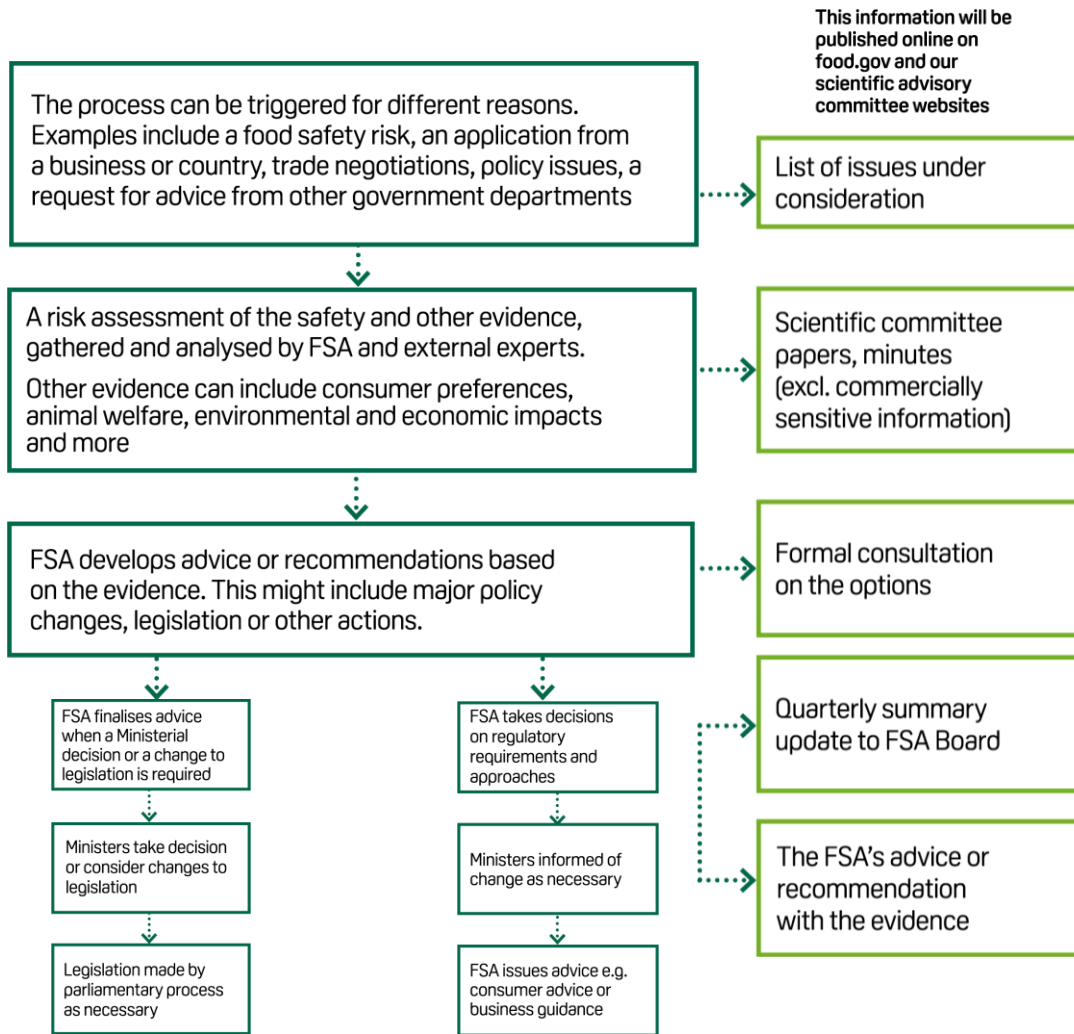 This information will be
published online on
food.gov and our
scientific advisory
committee websites
The process can be triggered for different reasons.
Examples include a food safety risk, an application from
a business or country, trade negotiations, policy issues, a
request for advice from other government departments
List of issues under
consideration
A risk assessment of the safety and other evidence,
gathered and analysed by FSA and external experts.
Other evidence can include consumer preferences,
animal welfare, environmental and economic impacts
and more
Scientific committee
papers, minutes
(excl. commercially
sensitive information)
FSA develops advice or recommendations based
on the evidence. This might include major policy
changes, legislation or other actions.
Formal consultation
on the options
FSA finalises advice
when a Ministerial
decision or a change to
legislation is required
FSA takes decisions
on regulatory
requirements and
approaches
Quarterly summary
update to FSA Board
Ministers take decision
or consider changes to
legislation
Ministers informed of
change as necessary
The FSA's advice or
recommendation
with the evidence
Legislation made by
parliamentary process
as necessary
FSA issues advice e.g.
consumer advice or
business guidance